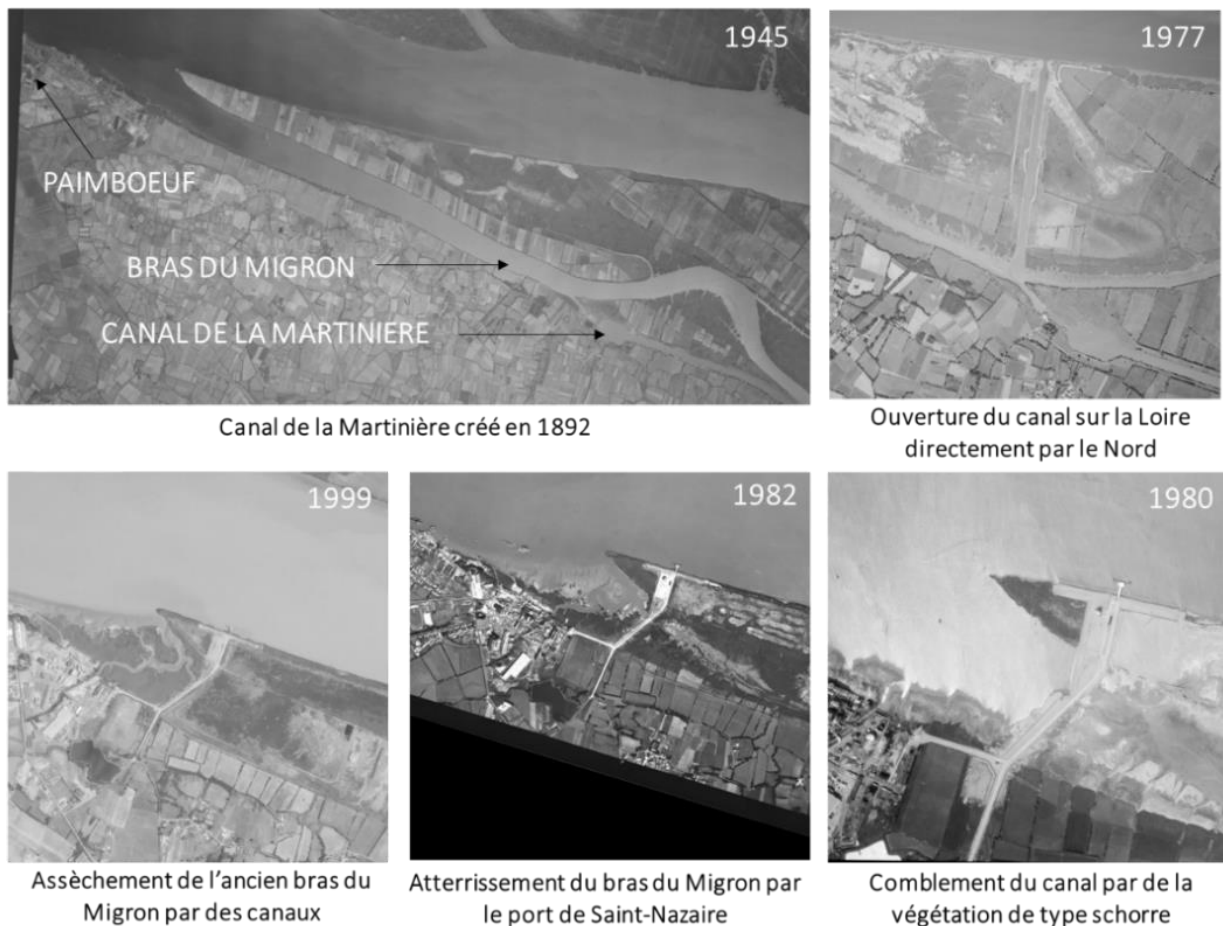 1945
PAIMBOEUF
BRAS DU MIGRON
CANAL DE LA MARTINIERE
Canal de la Martinière créé en 1892
1977
Ouverture du canal sur la Loire
directement par le Nord
1999
Assèchement de l'ancien bras du
Migron par des canaux
1982
Atterrissement du bras du Migron par
le port de Saint-Nazaire
1980
Comblement du canal par de la
végétation de type schorre